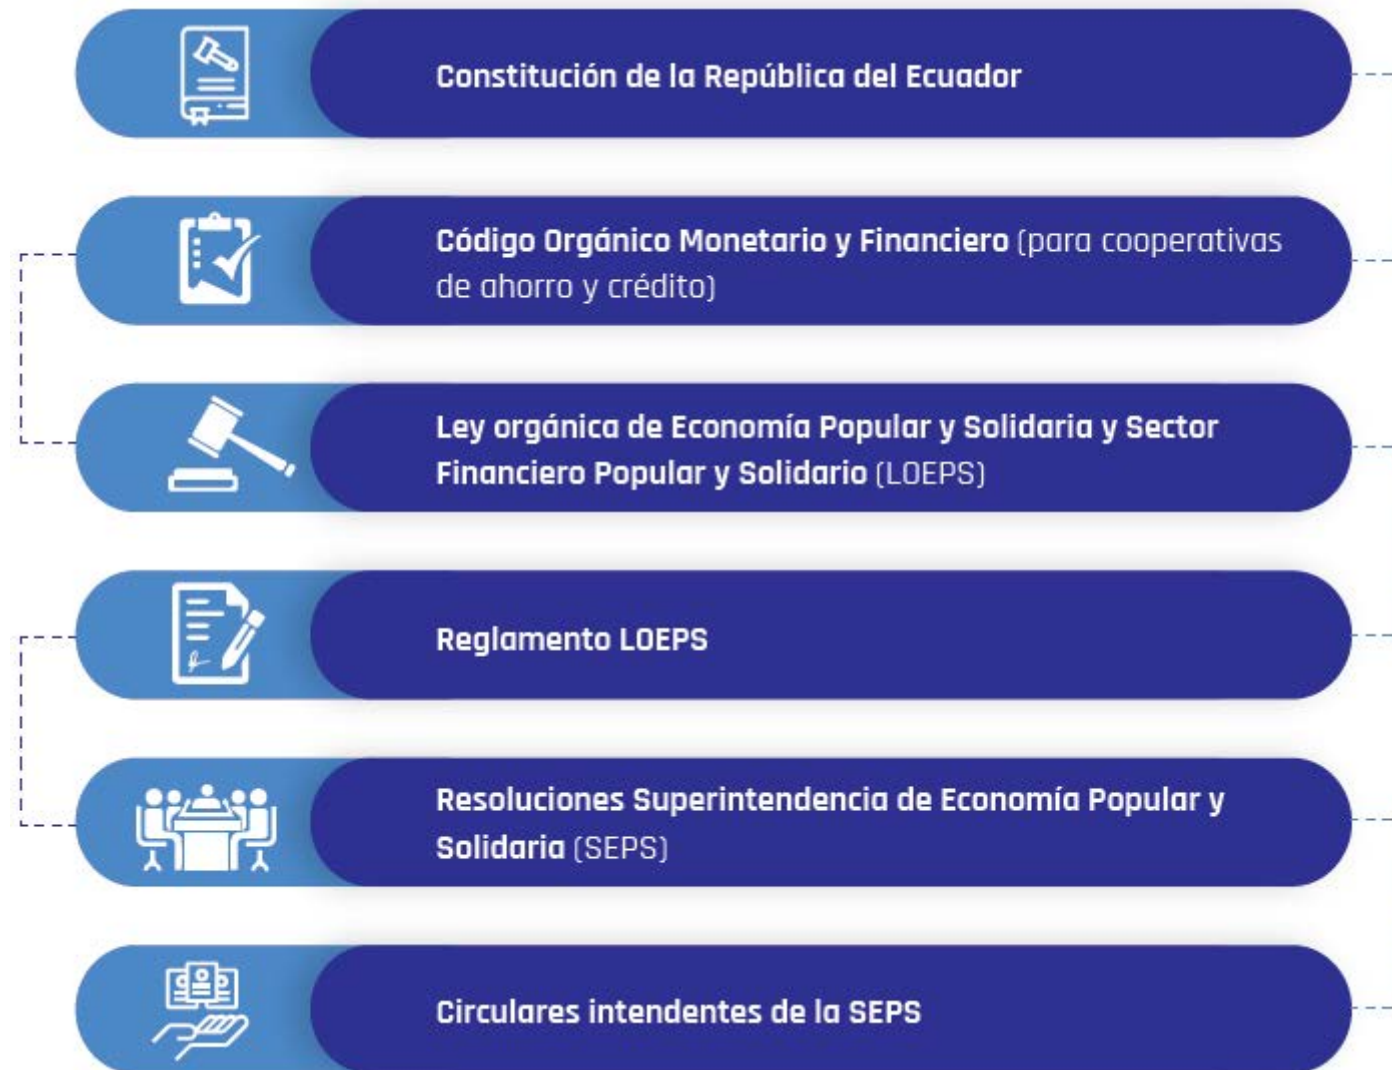 Constitución de la República del Ecuador
Código Orgánico Monetario y Financiero (para cooperativas
de ahorro y crédito)
Ley orgánica de Economía Popular y Solidaria y Sector
Financiero Popular y Solidario (LOEPS)
Reglamento LOEPS
Resoluciones Superintendencia de Economía Popular y
Solidaria (SEPS)
Circulares intendentes de la SEPS